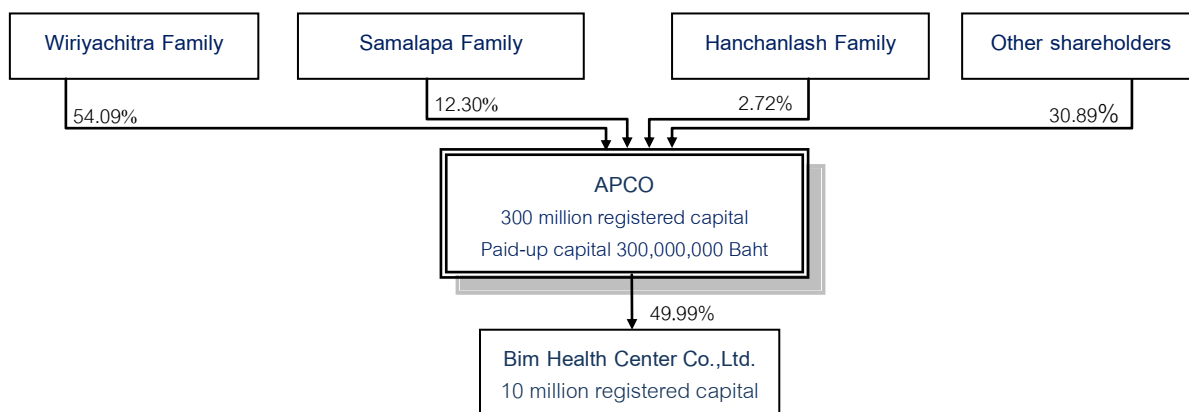 Wiriyachitra Family
Samalapa Family
Hanchanlash Family
Other shareholders
54.09%
12.30%
2.72%
30.89%
APCO
300 million registered capital
Paid-up capital 300,000,000 Baht
49.99%
Bim Health Center Co.,Ltd.
10 million registered capital